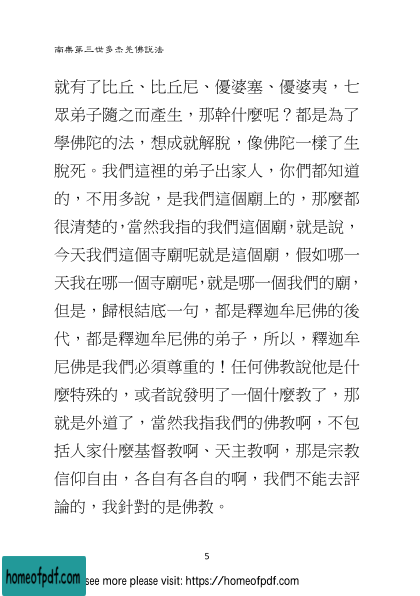 南無第三世多杰羌佛說法
就有了比丘、比丘尼、優婆塞、優婆夷，七
眾弟子隨之而產生，那幹什麼呢？都是為了
學佛陀的法，想成就解脫，像佛陀一樣了生
脫死。我們這裡的弟子出家人，你們都知道
的，不用多說，是我們這個廟上的，那麼都
很清楚的，當然我指的我們這個廟，就是說，
今天我們這個寺廟呢就是這個廟，假如哪一
天我在哪一個寺廟呢，就是哪一個我們的廟，
但是，歸根結底一句，都是釋迦牟尼佛的後
代，都是釋迦牟尼佛的弟子，所以，釋迦牟
尼佛是我們必須尊重的！任何佛教說他是什
麼特殊的，或者說發明了一個什麼教了，那
就是外道了，當然我指我們的佛教啊，不包
括人家什麼基督教啊、天主教啊，那是宗教
信仰自由，各自有各自的啊，我們不能去評
論的，我針對的是佛教。
5
homeofpdf.com
see more please visit: https://homeofpdf.com